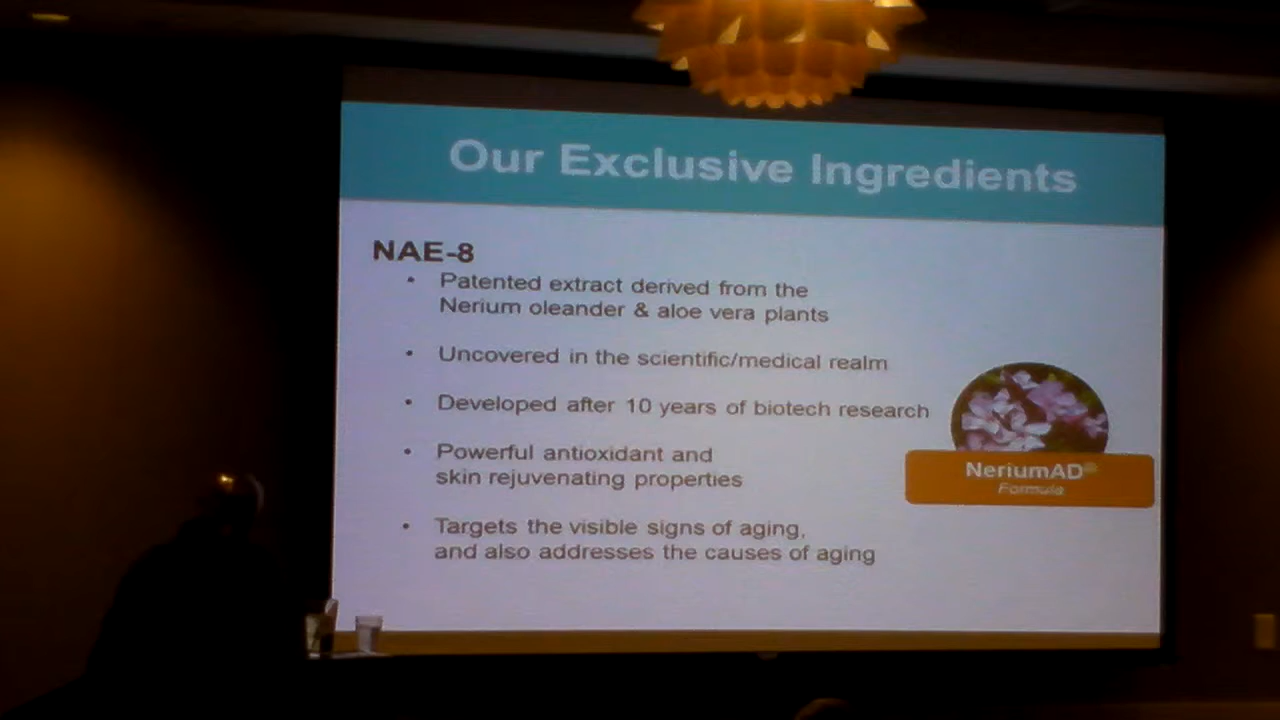 Our Exclusive Ingredients
NAE-8
• Patented extract derived from the
Nerium oleander & aloe vera plants
• Uncovered in the scientific/medical realm
• Developed after 10 years of biotech research
• Powerful antioxidant and
skin rejuvenating properties
• Targets the visible signs of aging,
and also addresses the causes of aging
NeriumAD®
Formula